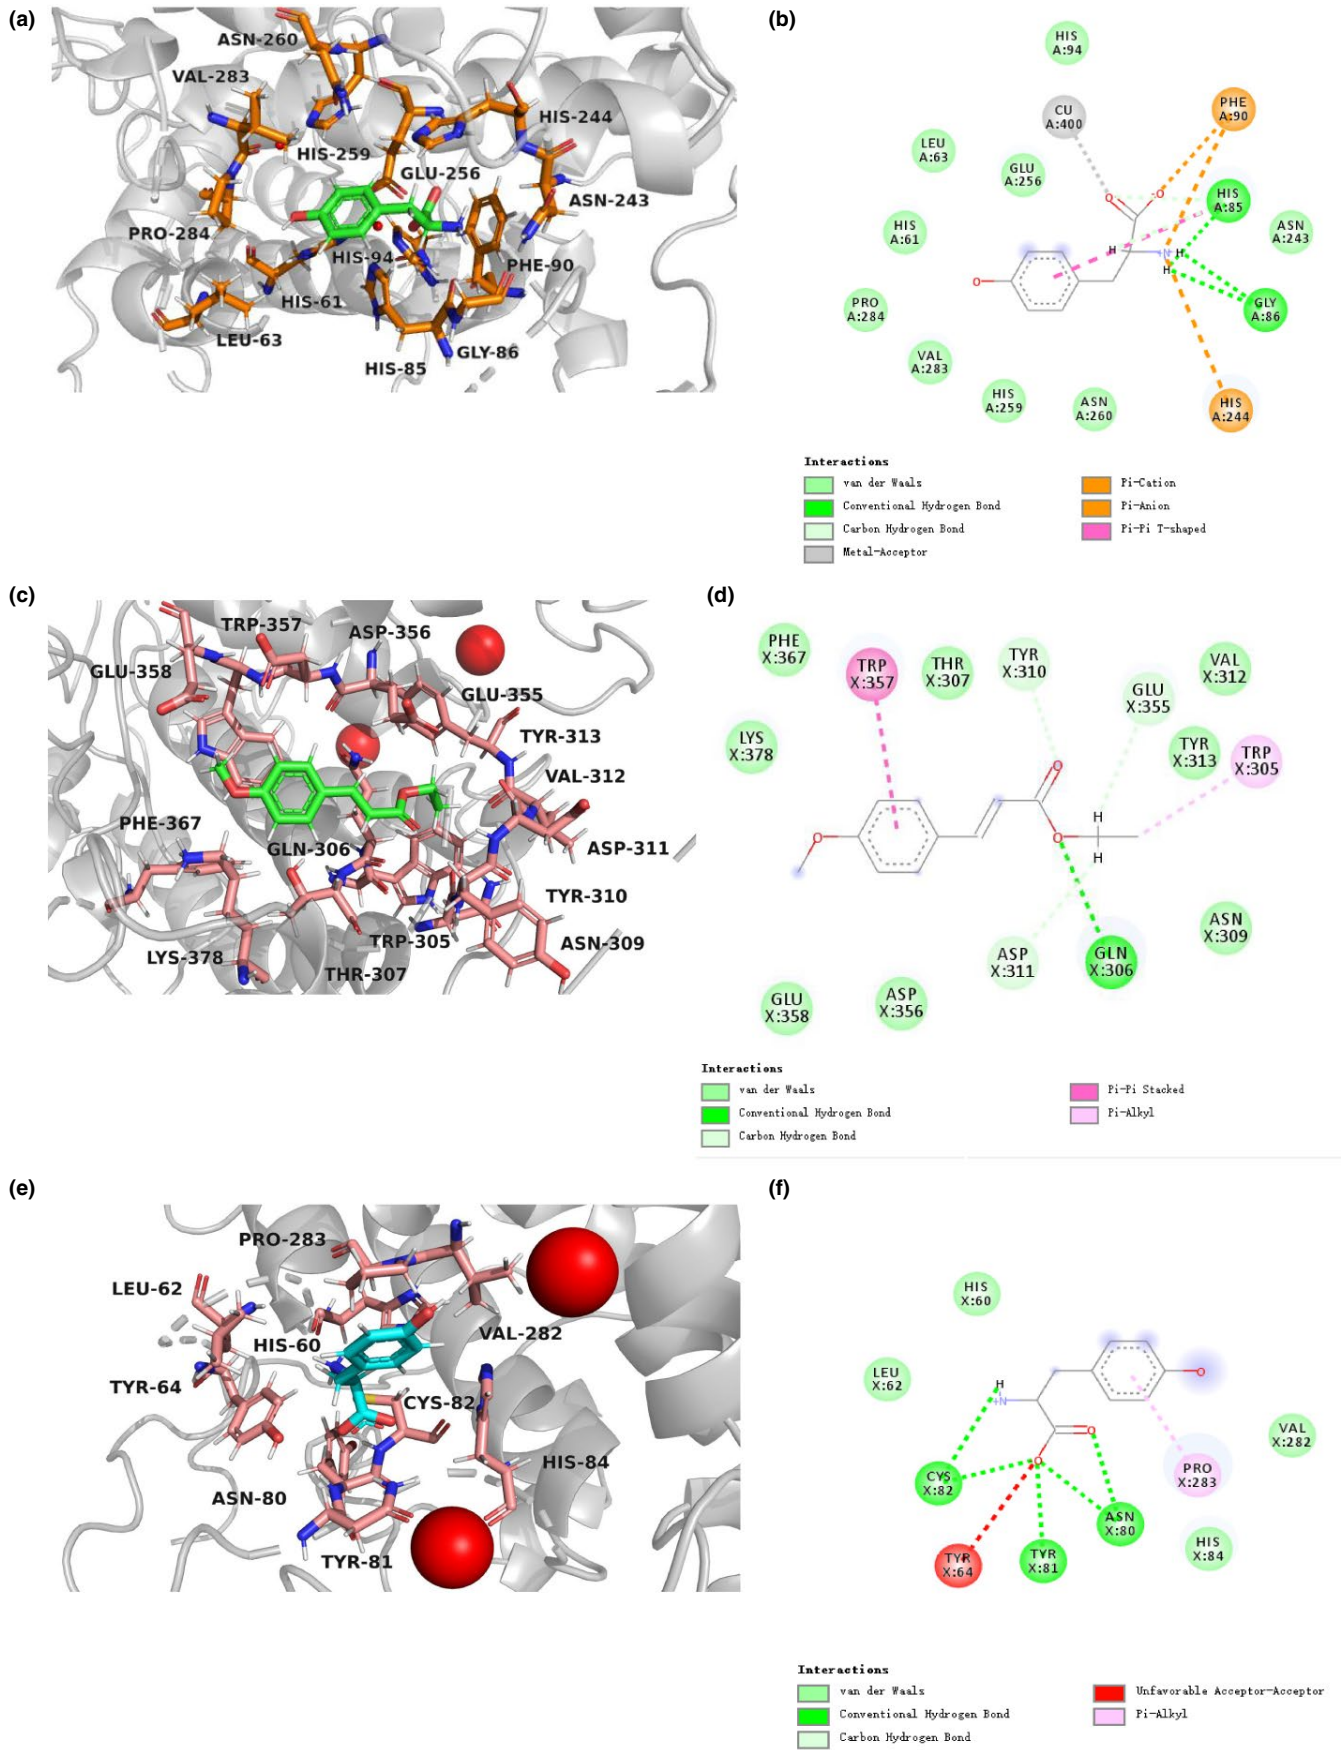 (a)
ASN-260
VAL-283
HIS-244
HIS-259
GLU-256
ASN-243
PRO-284
HIS-94
PHE-90
HIS-61
LEU-63
GLY-86
HIS-85
(b)
HIS
A:94
CU
A:400
PHE
A:90
LEU
A:63
GLU
A:256
HIS
A:85
HIS
A:61
ASN
A:243
PRO
A:284
GLY
A:86
VAL
A:283
HIS
A:259
ASN
A:260
HIS
A:244
O
-O
H
N
H
H
O
Interactions
van der Waals
Conventional Hydrogen Bond
Carbon Hydrogen Bond
Metal-Acceptor
Pi-Cation
Pi-Anion
Pi-Pi T-shaped
(c)
TRP-357
ASP-356
GLU-358
GLU-355
TYR-313
VAL-312
PHE-367
GLN-306
ASP-311
TYR-310
TRP-305
ASN-309
LYS-378
THR-307
(d)
PHE
X:367
TRP
X:357
THR
X:307
TYR
X:310
VAL
X:312
GLU
X:355
LYS
X:378
TYR
X:313
TRP
X:305
O
O
O
H
H
ASN
X:309
ASP
X:311
GLN
X:306
GLU
X:358
ASP
X:356
Interactions
van der Waals
Conventional Hydrogen Bond
Carbon Hydrogen Bond
Pi-Pi Stacked
Pi-Alkyl
(e)
PRO-283
LEU-62
HIS-60
VAL-282
TYR-64
CYS-82
HIS-84
ASN-80
TYR-81
(f)
HIS
X:60
LEU
X:62
VAL
X:282
H
N
O
O
O
CYS
X:82
PRO
X:283
ASN
X:80
HIS
X:84
TYR
X:64
TYR
X:81
Interactions
van der Waals
Conventional Hydrogen Bond
Carbon Hydrogen Bond
Unfavorable Acceptor-Acceptor
Pi-Alkyl